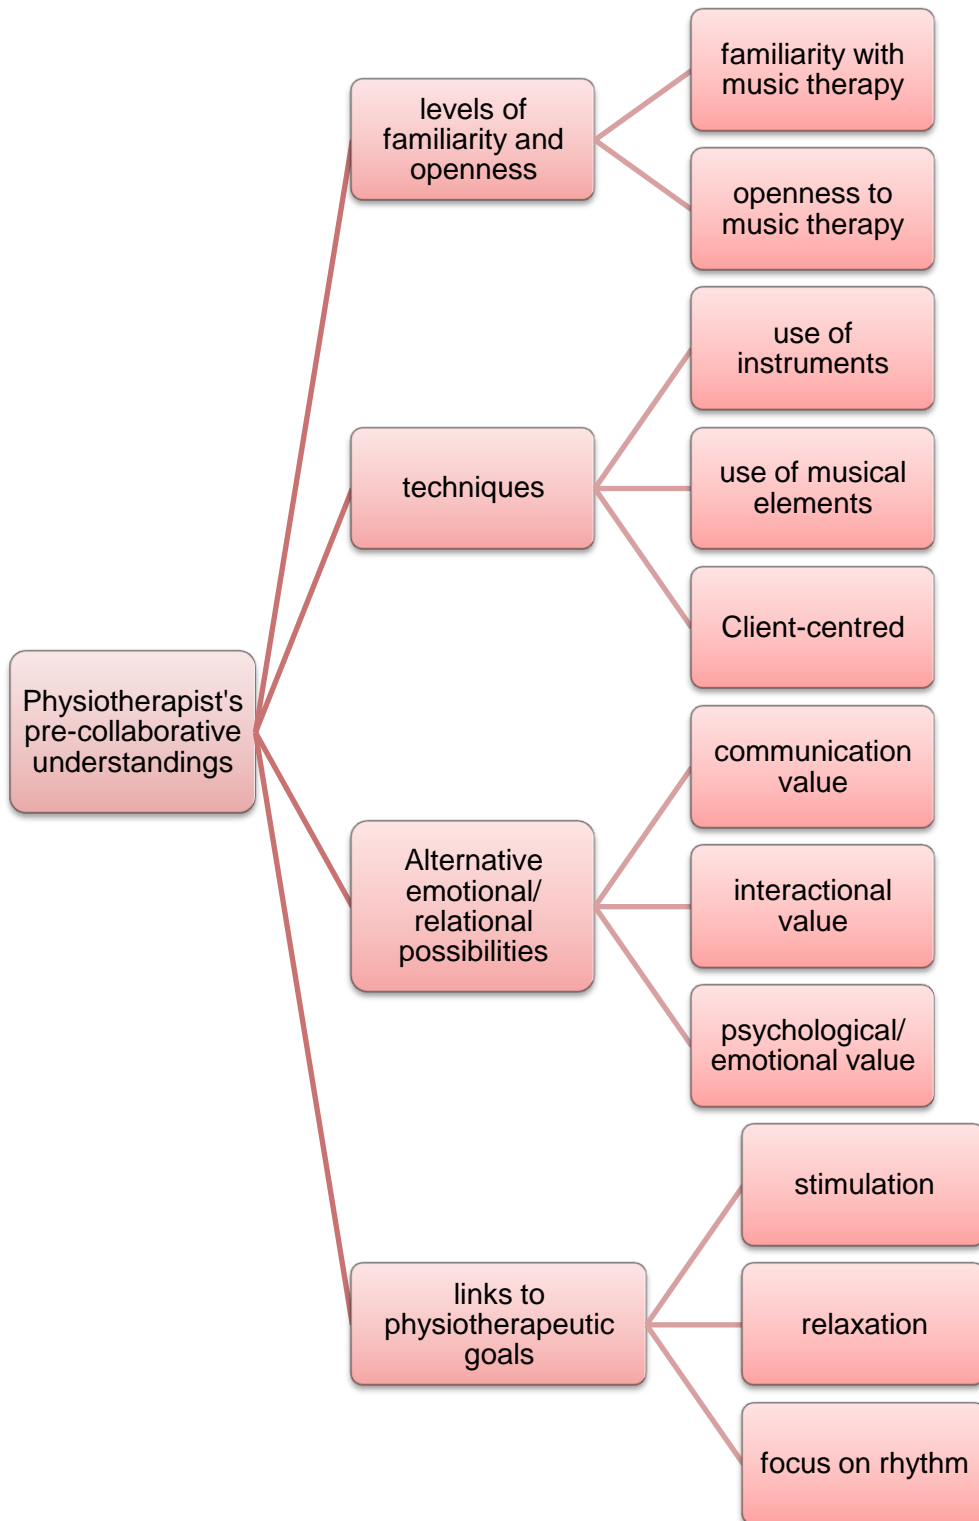 Physiotherapist's
pre-collaborative
understandings
levels of
familiarity and
openness
familiarity with
music therapy
openness to
music therapy
techniques
use of
instruments
use of musical
elements
Client-centred
Alternative
emotional/
relational
possibilities
communication
value
interactional
value
psychological/
emotional value
links to
physiotherapeutic
goals
stimulation
relaxation
focus on rhythm